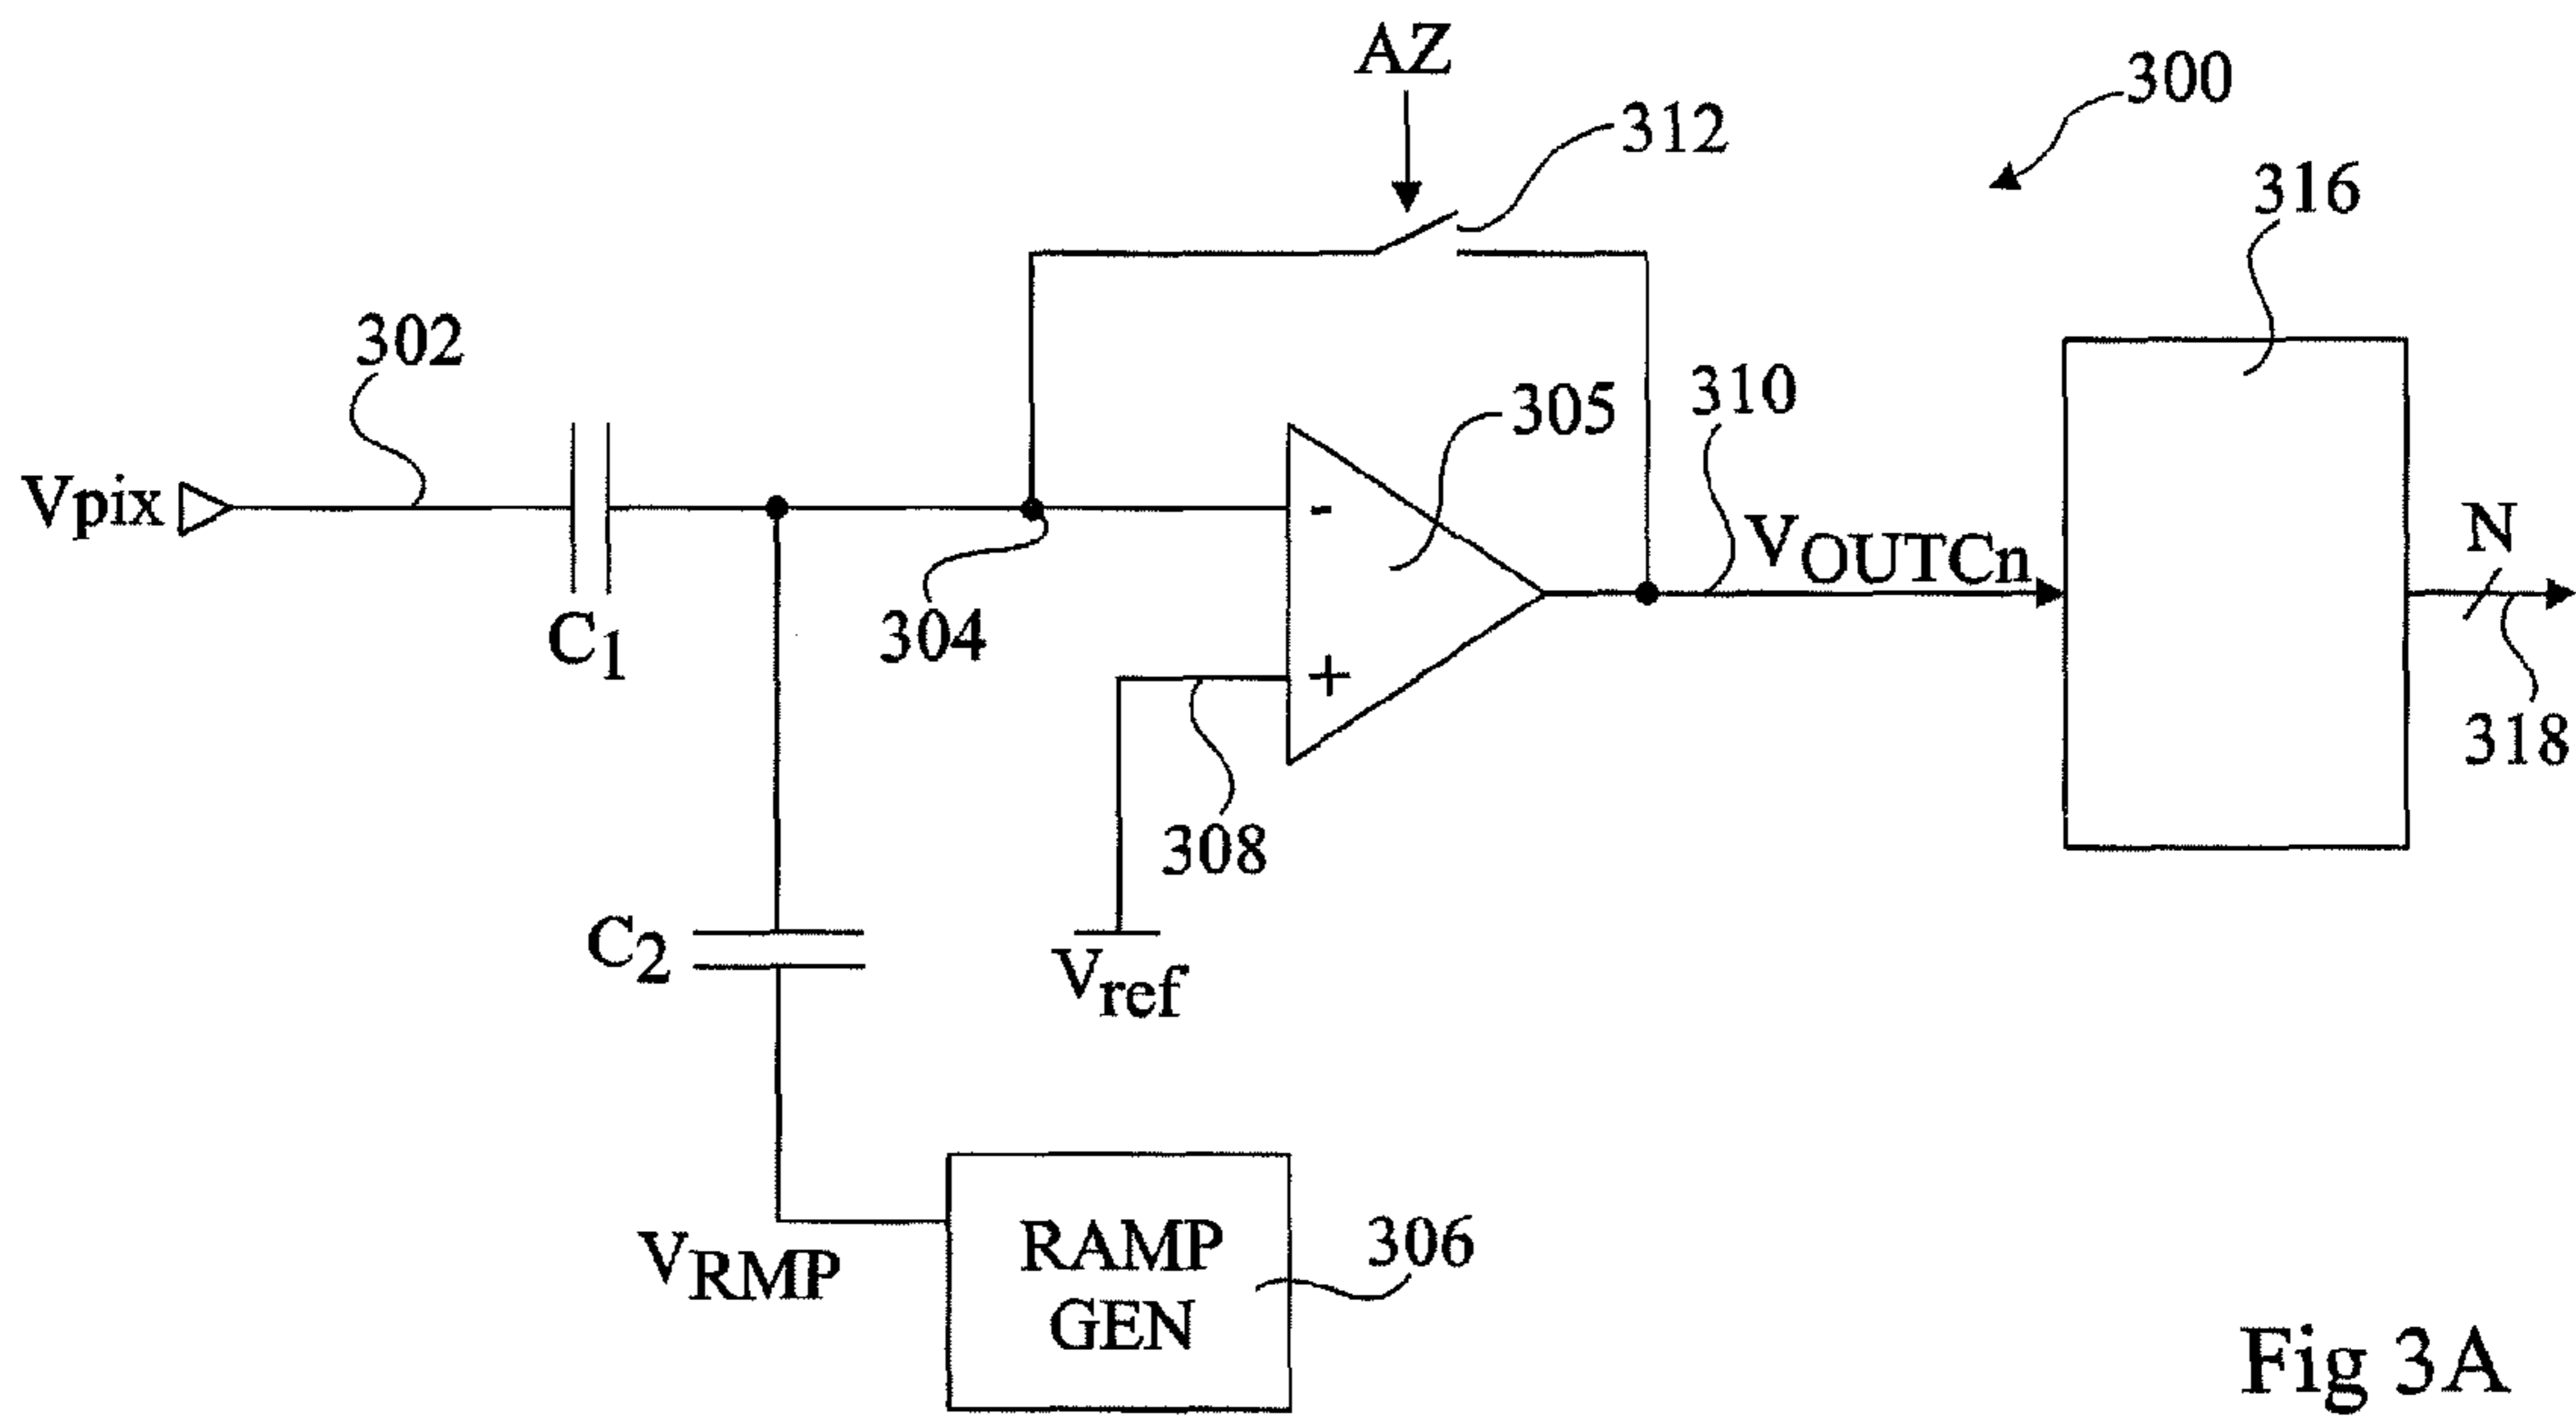 AZ
300
312
316
302
305
310
Vpix
-
VOUTCn
N
C1
304
+
318
308
C2
Vref
VRMP
RAMP
GEN
306
Fig 3A